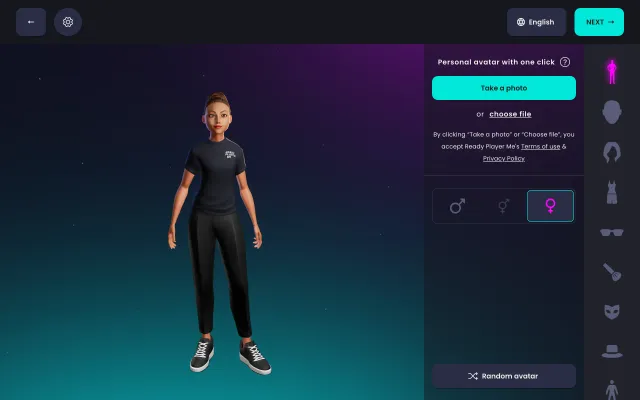 ←
English
NEXT →
Personal avatar with one click ?
Take a photo
or choose file
By clicking "Take a photo" or "Choose file", you
accept Ready Player Me's Terms of use &
Privacy Policy
Random avatar